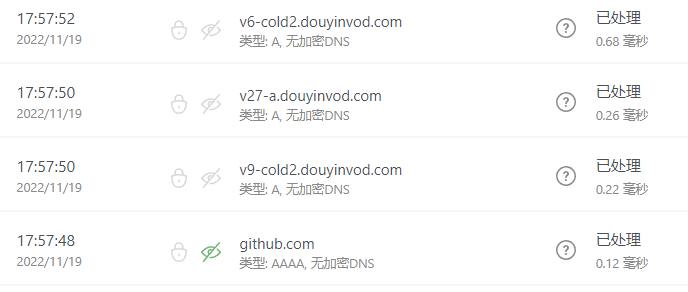 17:57:52
v6-cold2.douyinvod.com
已处理
2022/11/19
类型: A, 无加密DNS
0.68 毫秒
17:57:50
v27-a.douyinvod.com
已处理
2022/11/19
类型: A, 无加密DNS
0.26 毫秒
17:57:50
v9-cold2.douyinvod.com
已处理
2022/11/19
类型: A, 无加密DNS
0.22 毫秒
17:57:48
github.com
已处理
2022/11/19
类型: AAAA, 无加密DNS
0.12 毫秒